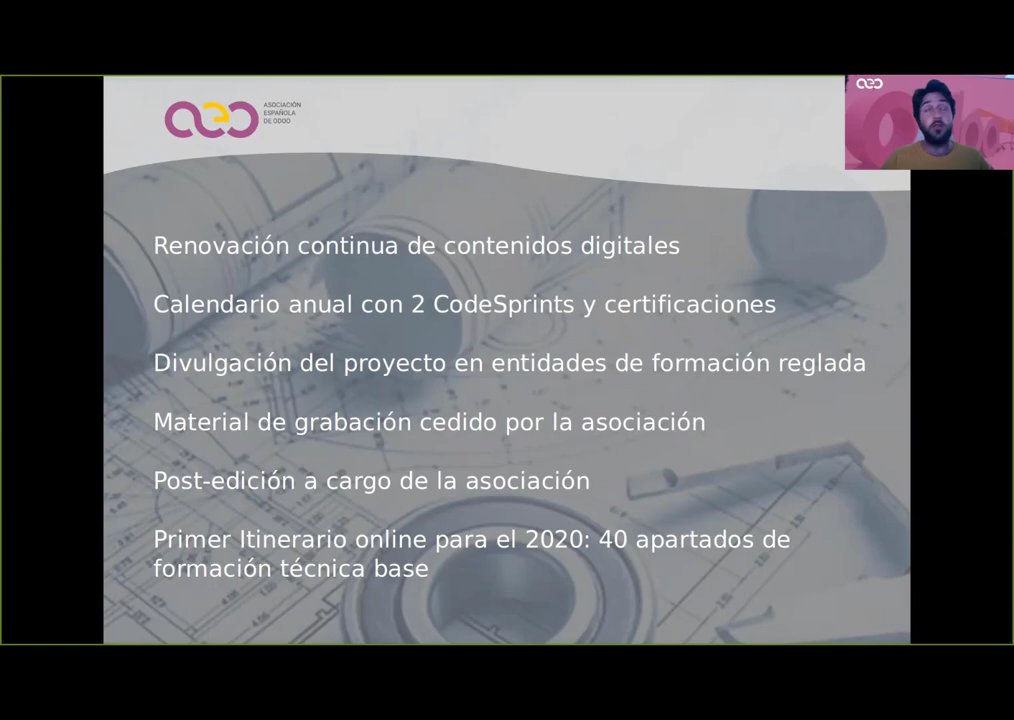 aeo
ASOCIACIÓN
ESPAÑOLA
DE ODOO
aeo
Renovación continua de contenidos digitales
Calendario anual con 2 CodeSprints y certificaciones
Divulgación del proyecto en entidades de formación reglada
Material de grabación cedido por la asociación
Post-edición a cargo de la asociación
Primer Itinerario online para el 2020: 40 apartados de
formación técnica base